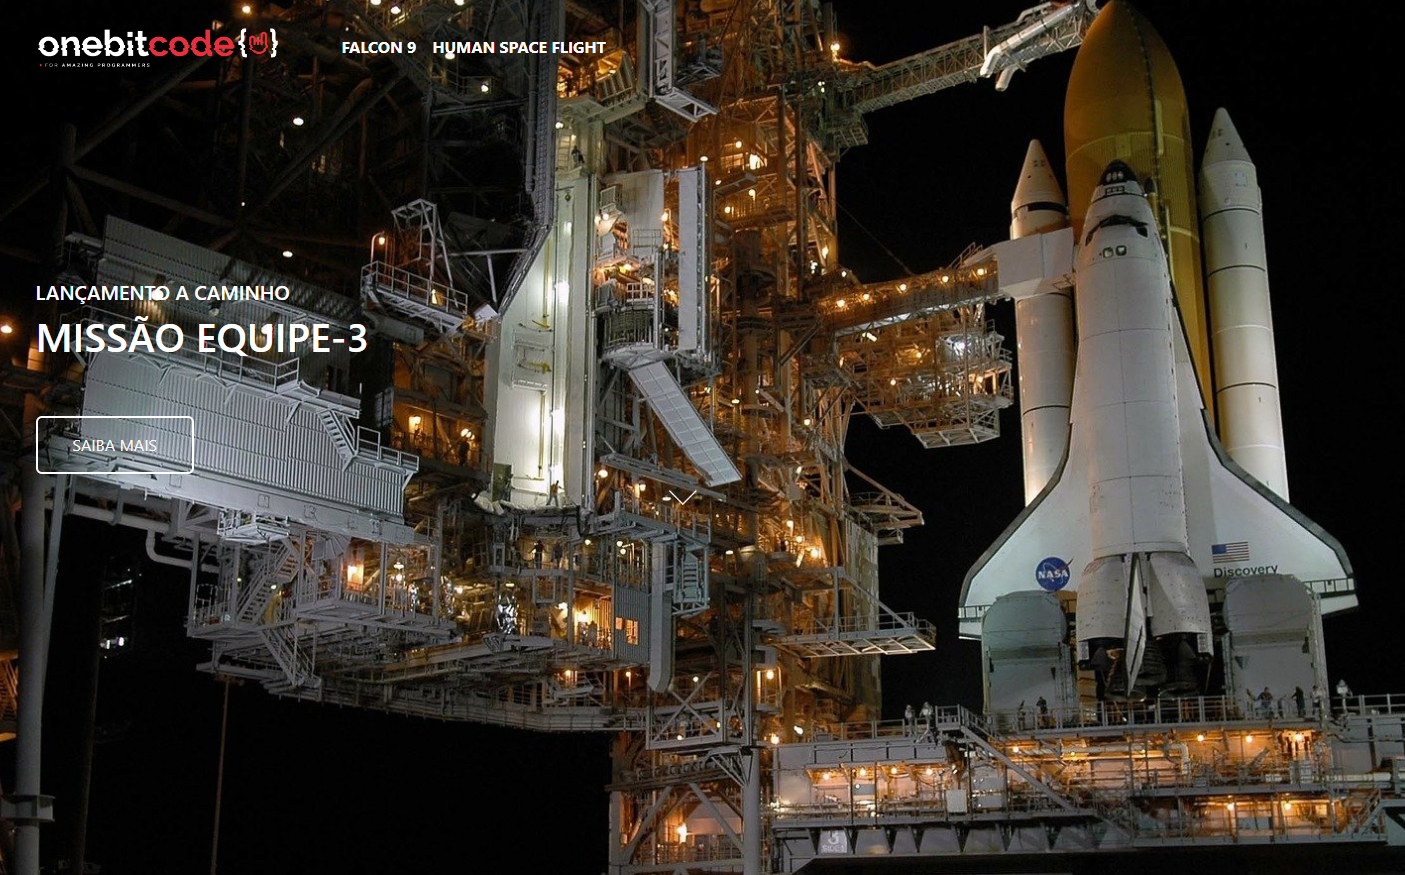 onebitcode{}
• FOR AMAZING PROGRAMMERS
FALCON 9 HUMAN SPACE FLIGHT
LANÇAMENTO A CAMINHO
MISSÃO EQUIPE-3
SAIBA MAIS
NASA
Discovery